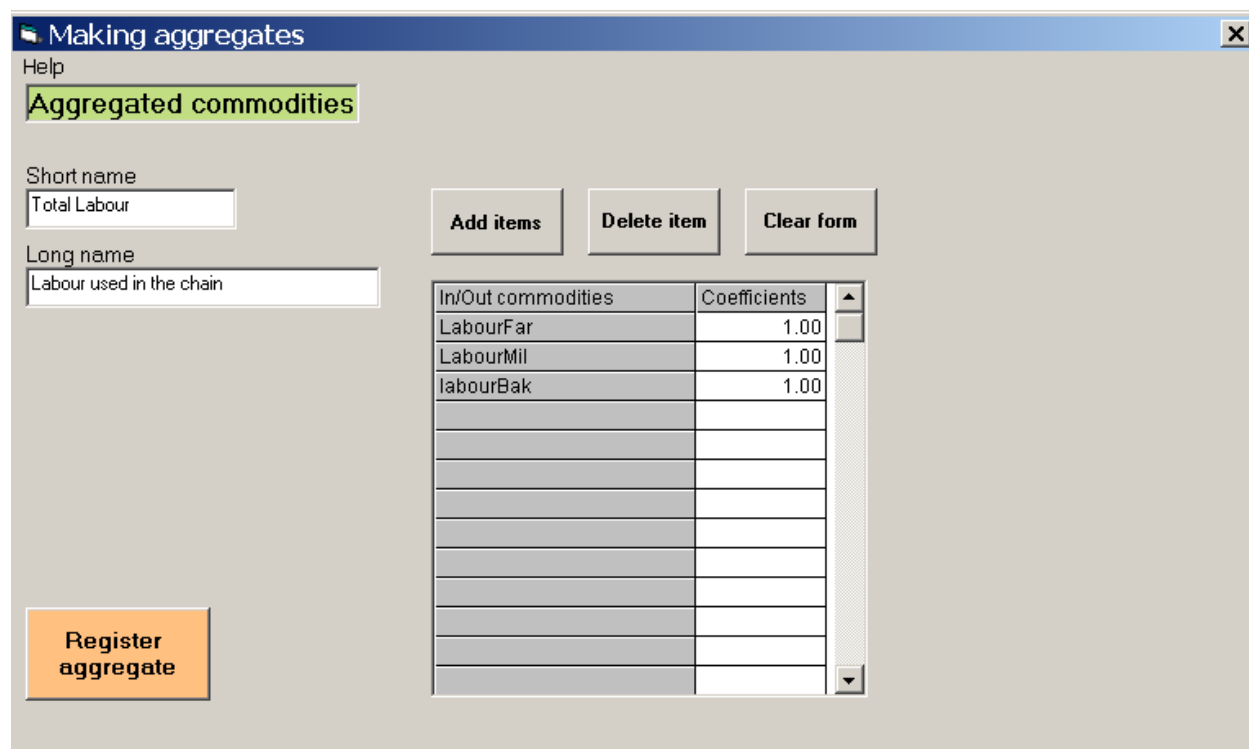 Making aggregates
Help
Aggregated commodities
Short name
Total Labour
Long name
Labour used in the chain
Add items
Delete item
Clear form
In/Out commodities Coefficients
LabourFar 1.00
LabourMil 1.00
labourBak 1.00
Register
aggregate